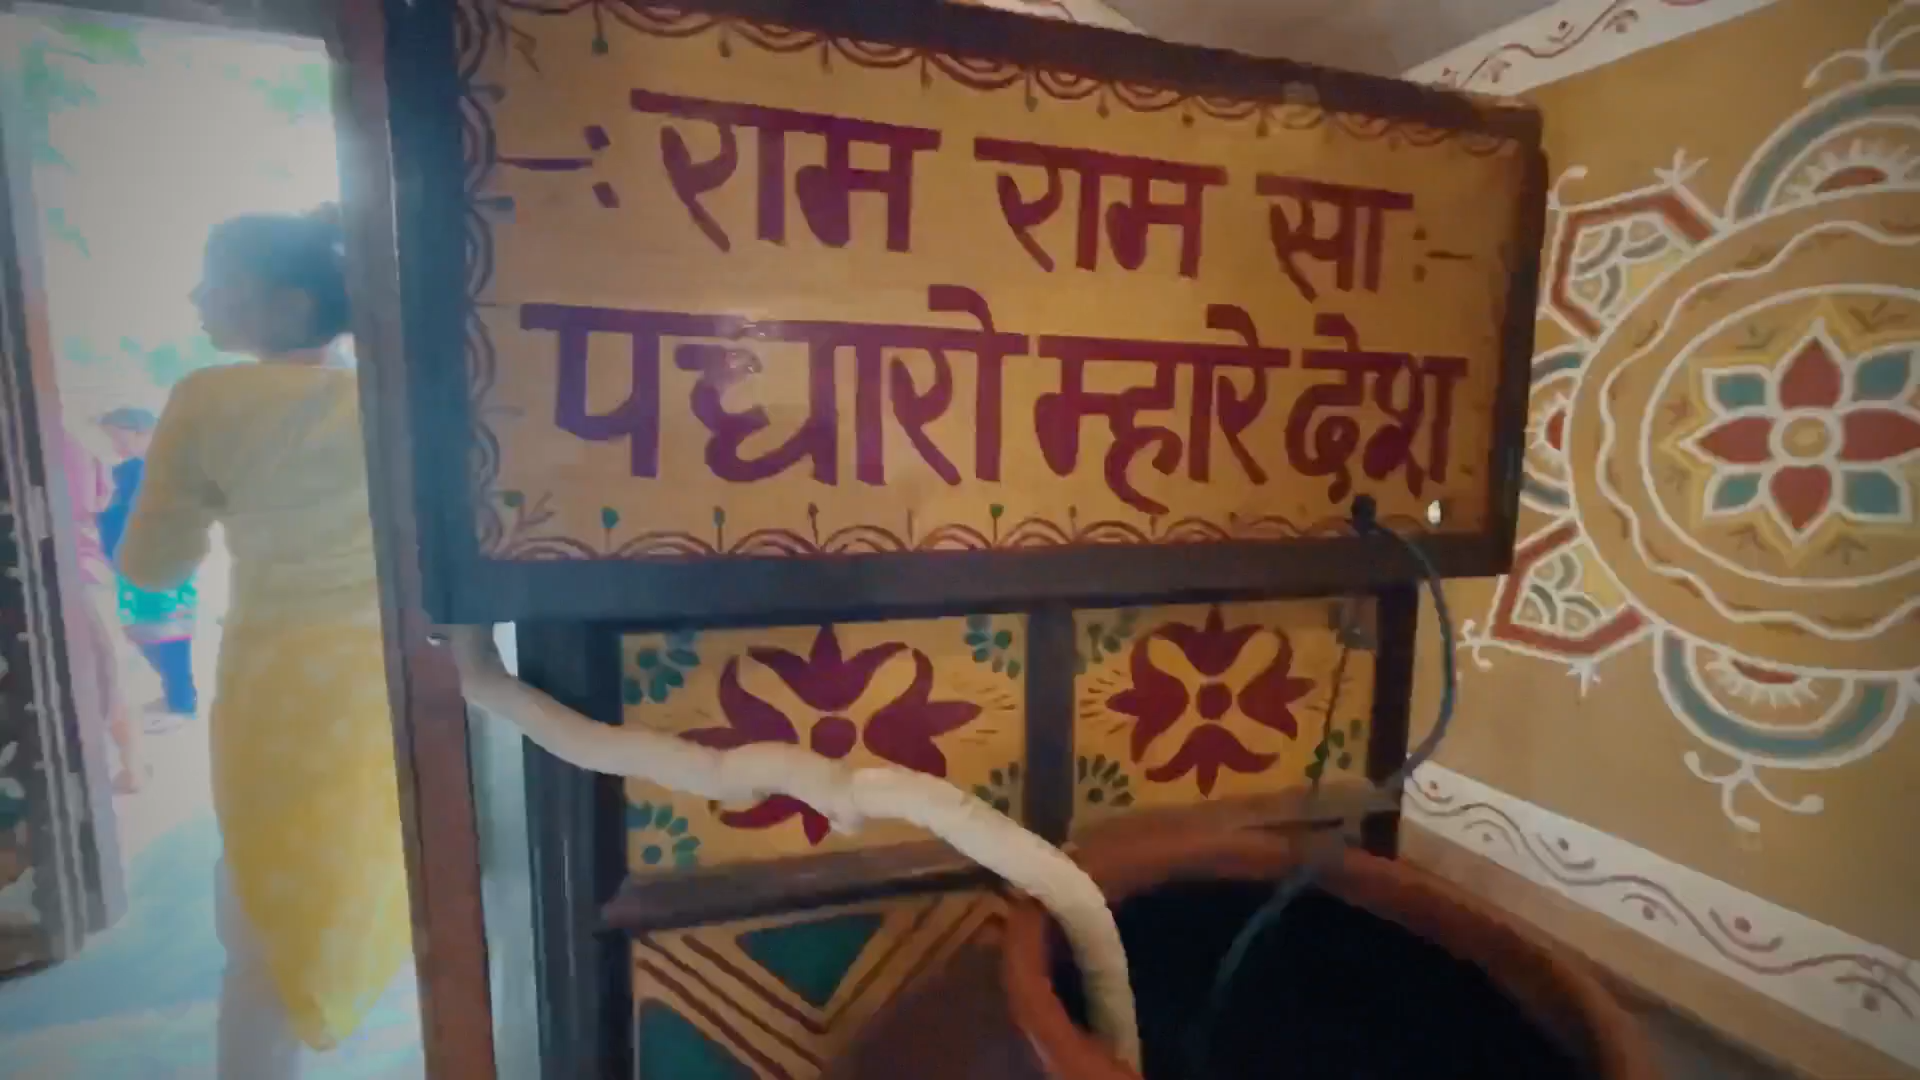 -: राम राम सा :-
पधारो म्हारे देश